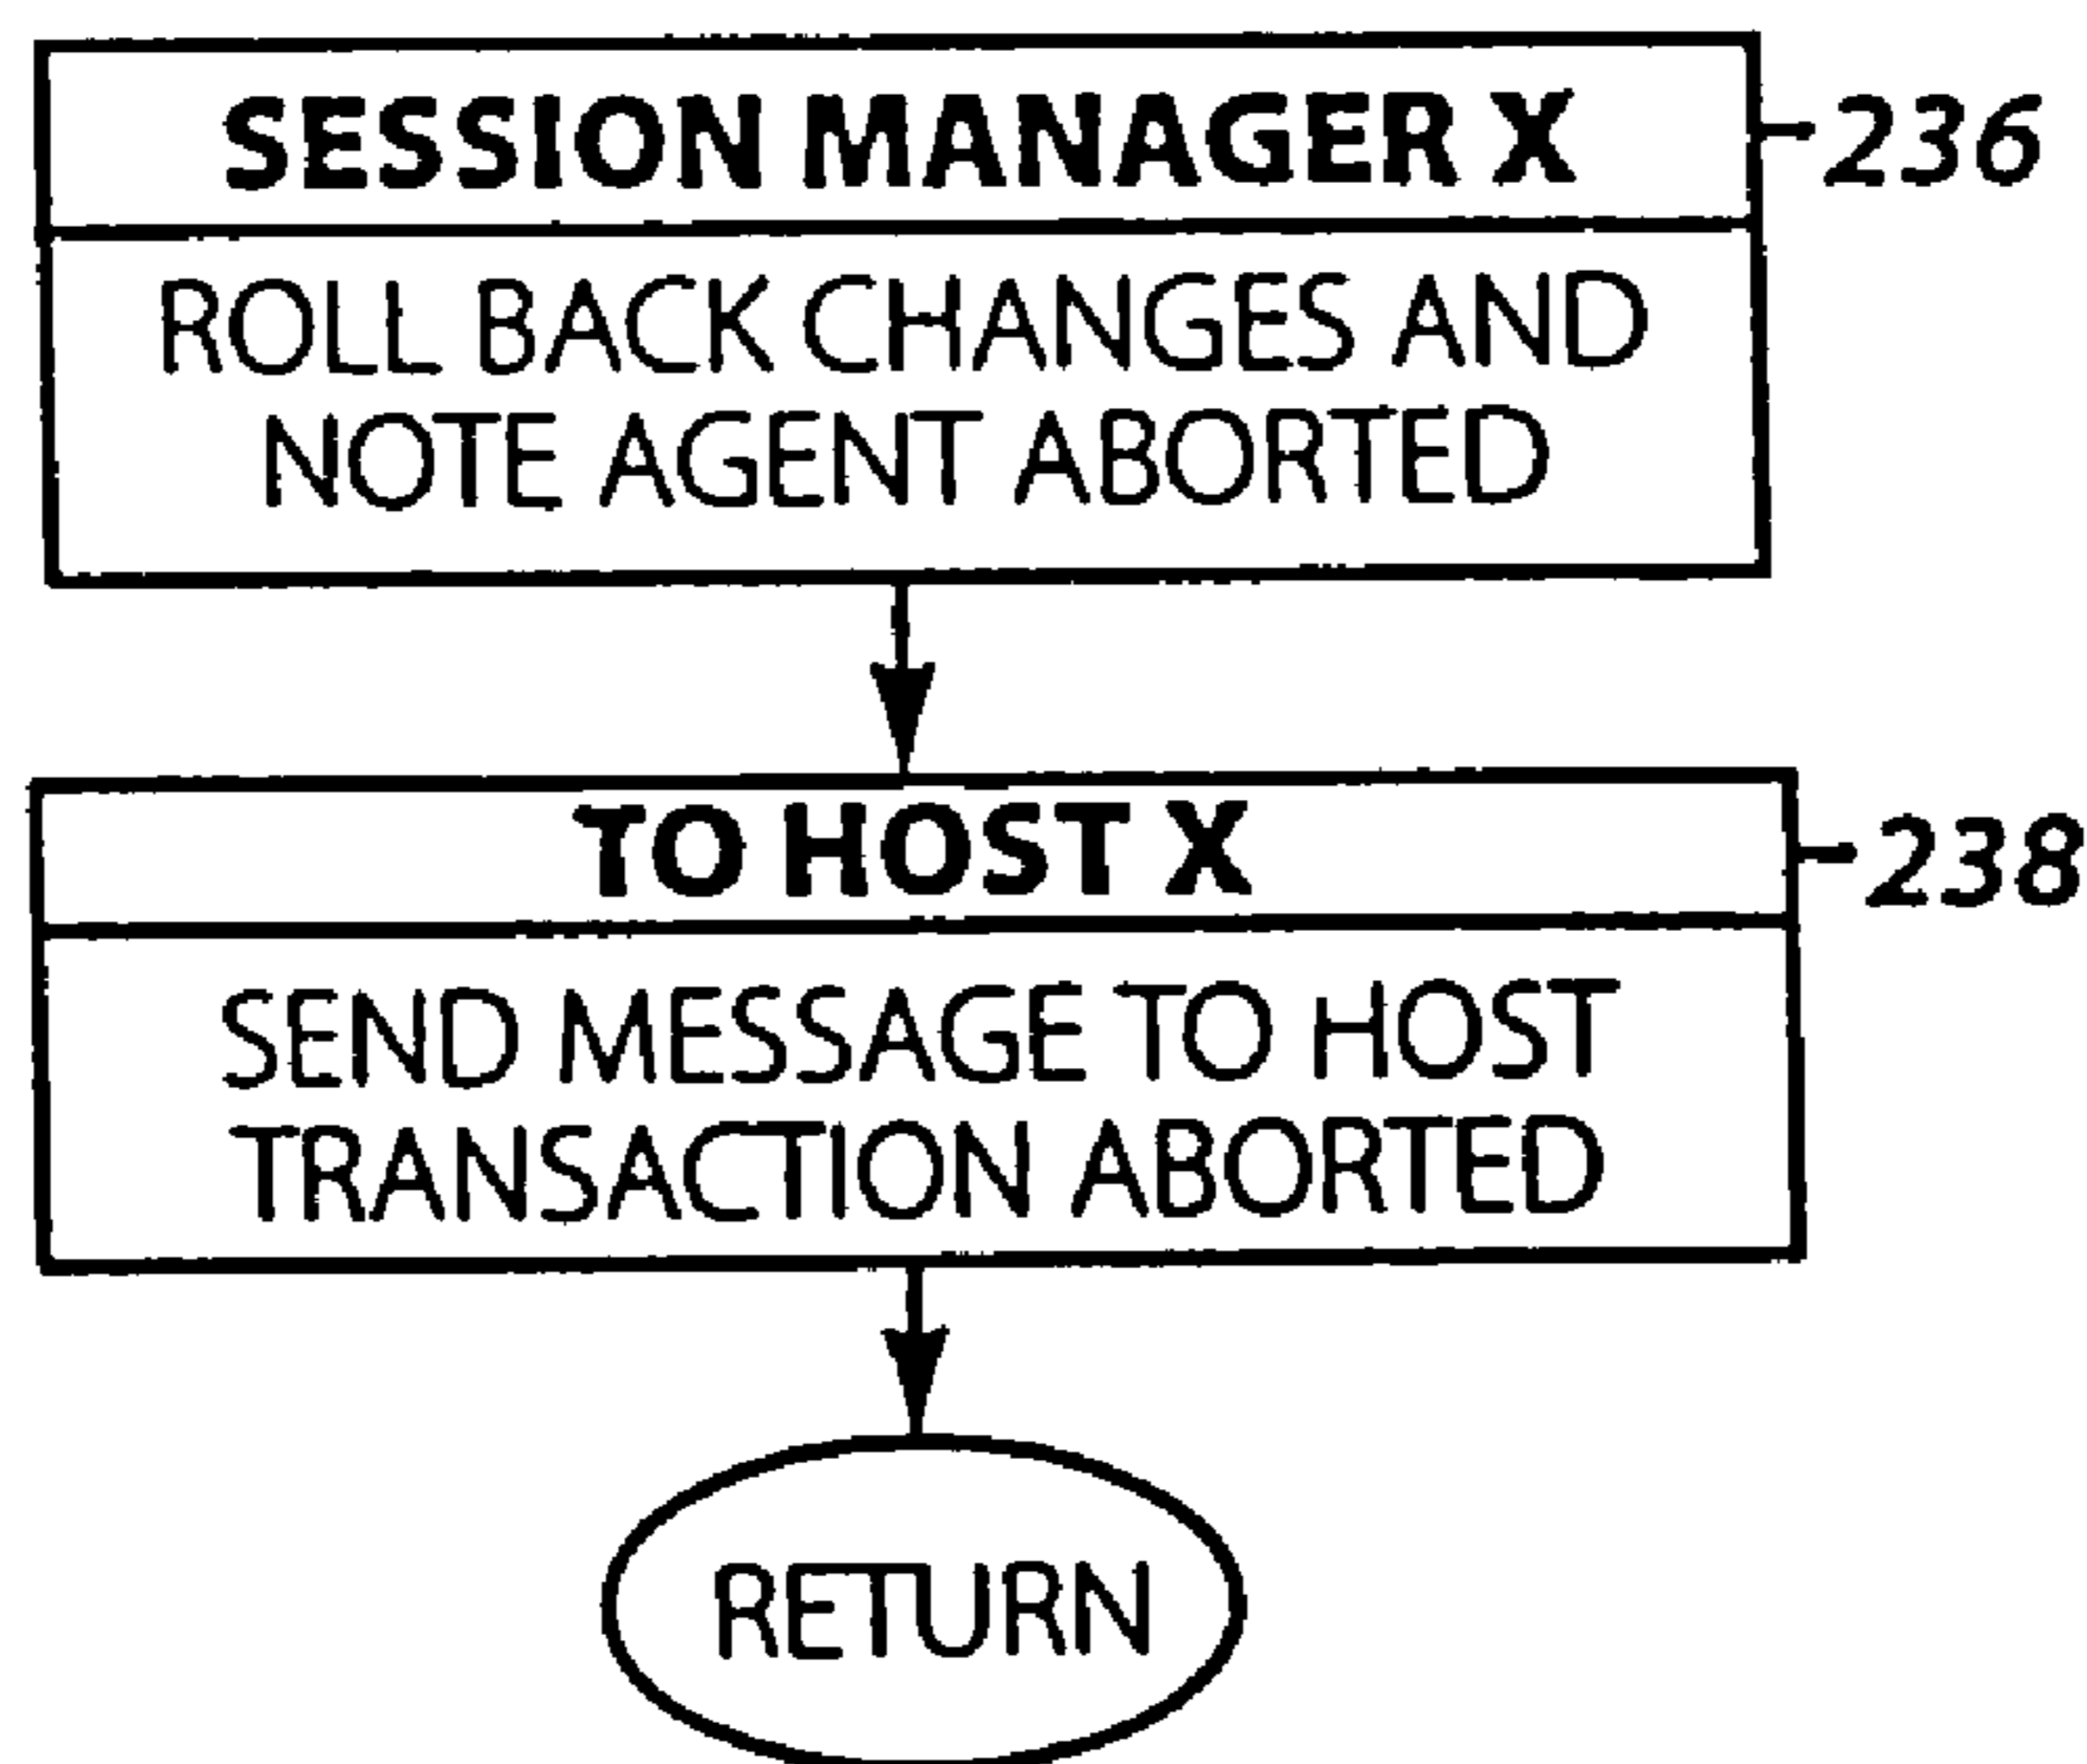 SESSION MANAGER X
236
ROLL BACK CHANGES AND
NOTE AGENT ABORTED
TO HOST X
238
SEND MESSAGE TO HOST
TRANSACTION ABORTED
RETURN